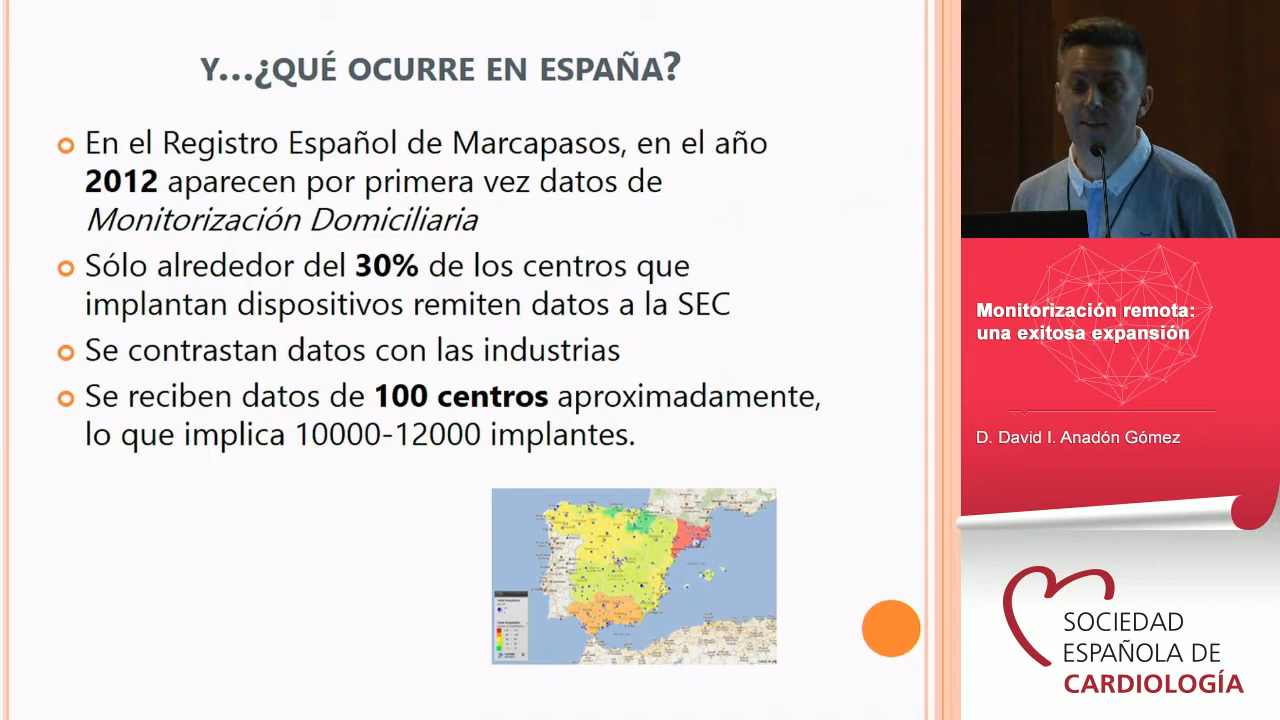 Y...¿QUÉ OCURRE EN ESPAÑA?
En el Registro Español de Marcapasos, en el año
2012 aparecen por primera vez datos de
Monitorización Domiciliaria
Sólo alrededor del 30% de los centros que
implantan dispositivos remiten datos a la SEC
Se contrastan datos con las industrias
Se reciben datos de 100 centros aproximadamente,
lo que implica 10000-12000 implantes.
Monitorización remota:
una exitosa expansión
D. David I. Anadón Gómez
SOCIEDAD
ESPAÑOLA DE
CARDIOLOGÍA